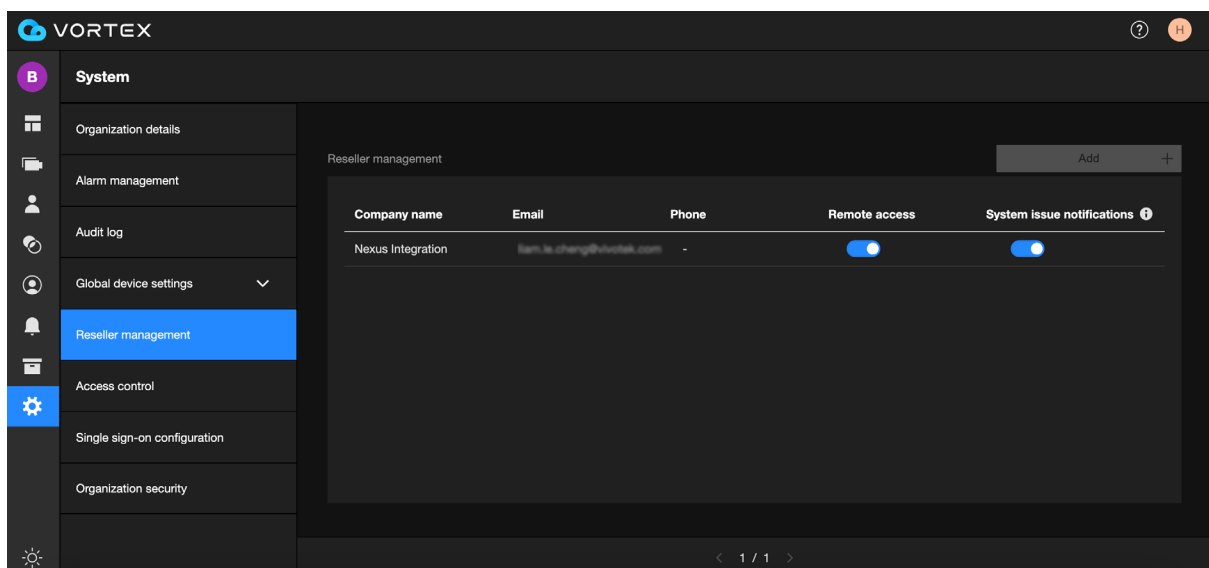 VORTEX
H
B
System
Organization details
Alarm management
Audit log
Global device settings
Reseller management
Access control
Single sign-on configuration
Organization security
Reseller management
Add
Company name Email Phone Remote access System issue notifications
Nexus Integration -
1 / 1